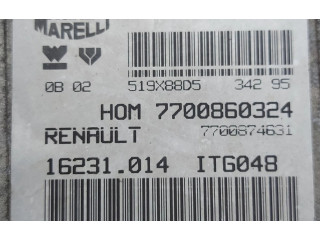 MARELLI
0B 02 519X88D5 342 95
HOM 7700860324
RENAULT 7700874631
16231.014 ITG048